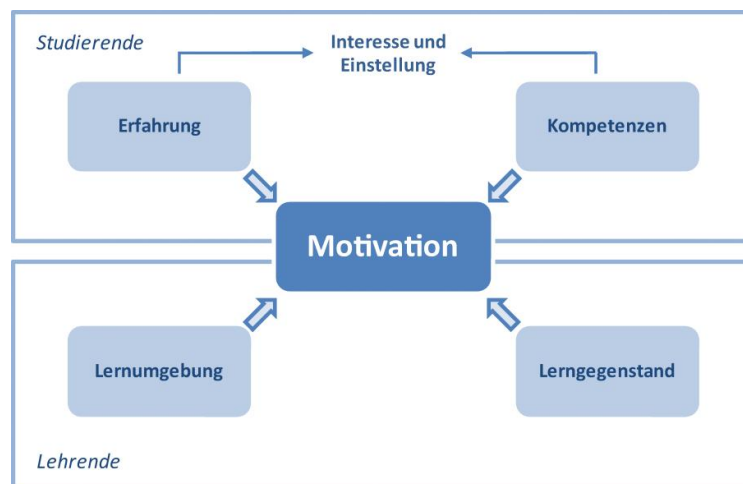 Studierende
Interesse und
Einstellung
Erfahrung
Kompetenzen
Motivation
Lernumgebung
Lerngegenstand
Lehrende